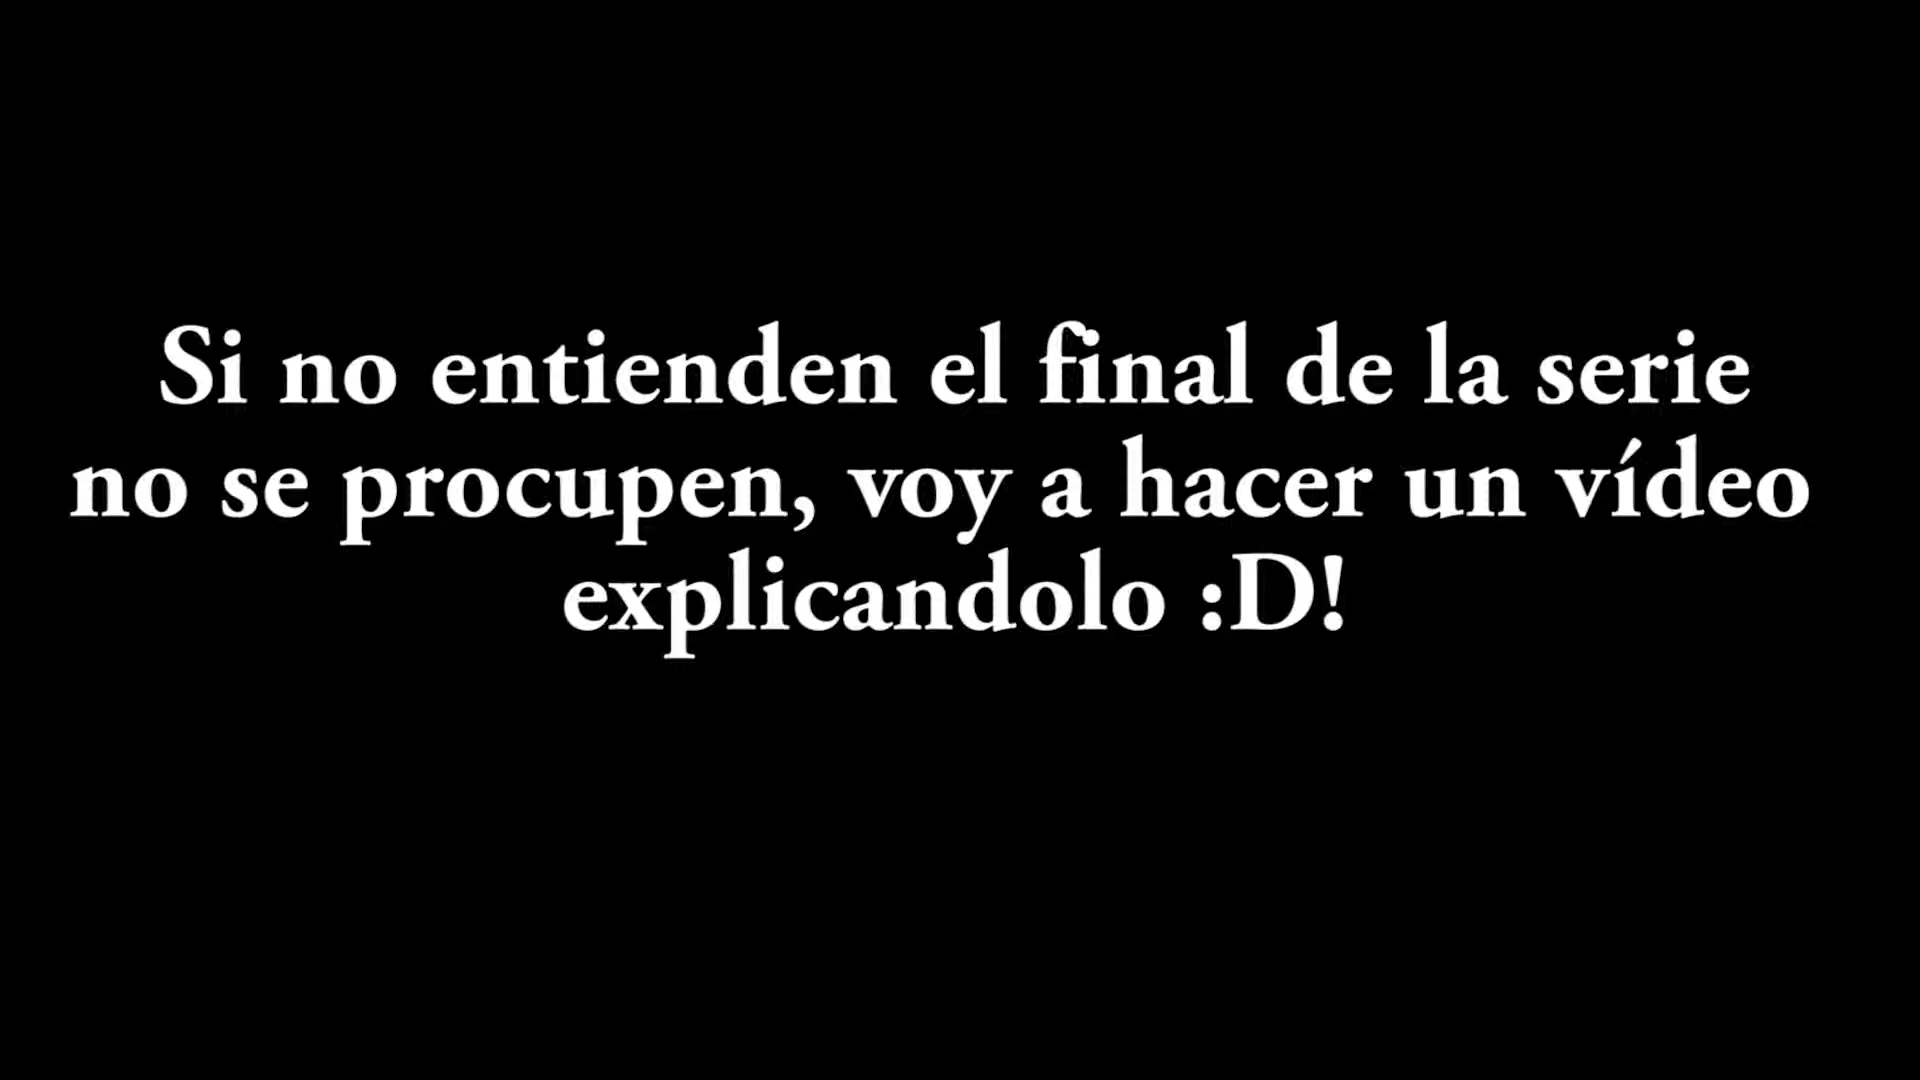 Si no entienden el final de la serie
no se procupen, voy a hacer un vídeo
explicandolo :D!